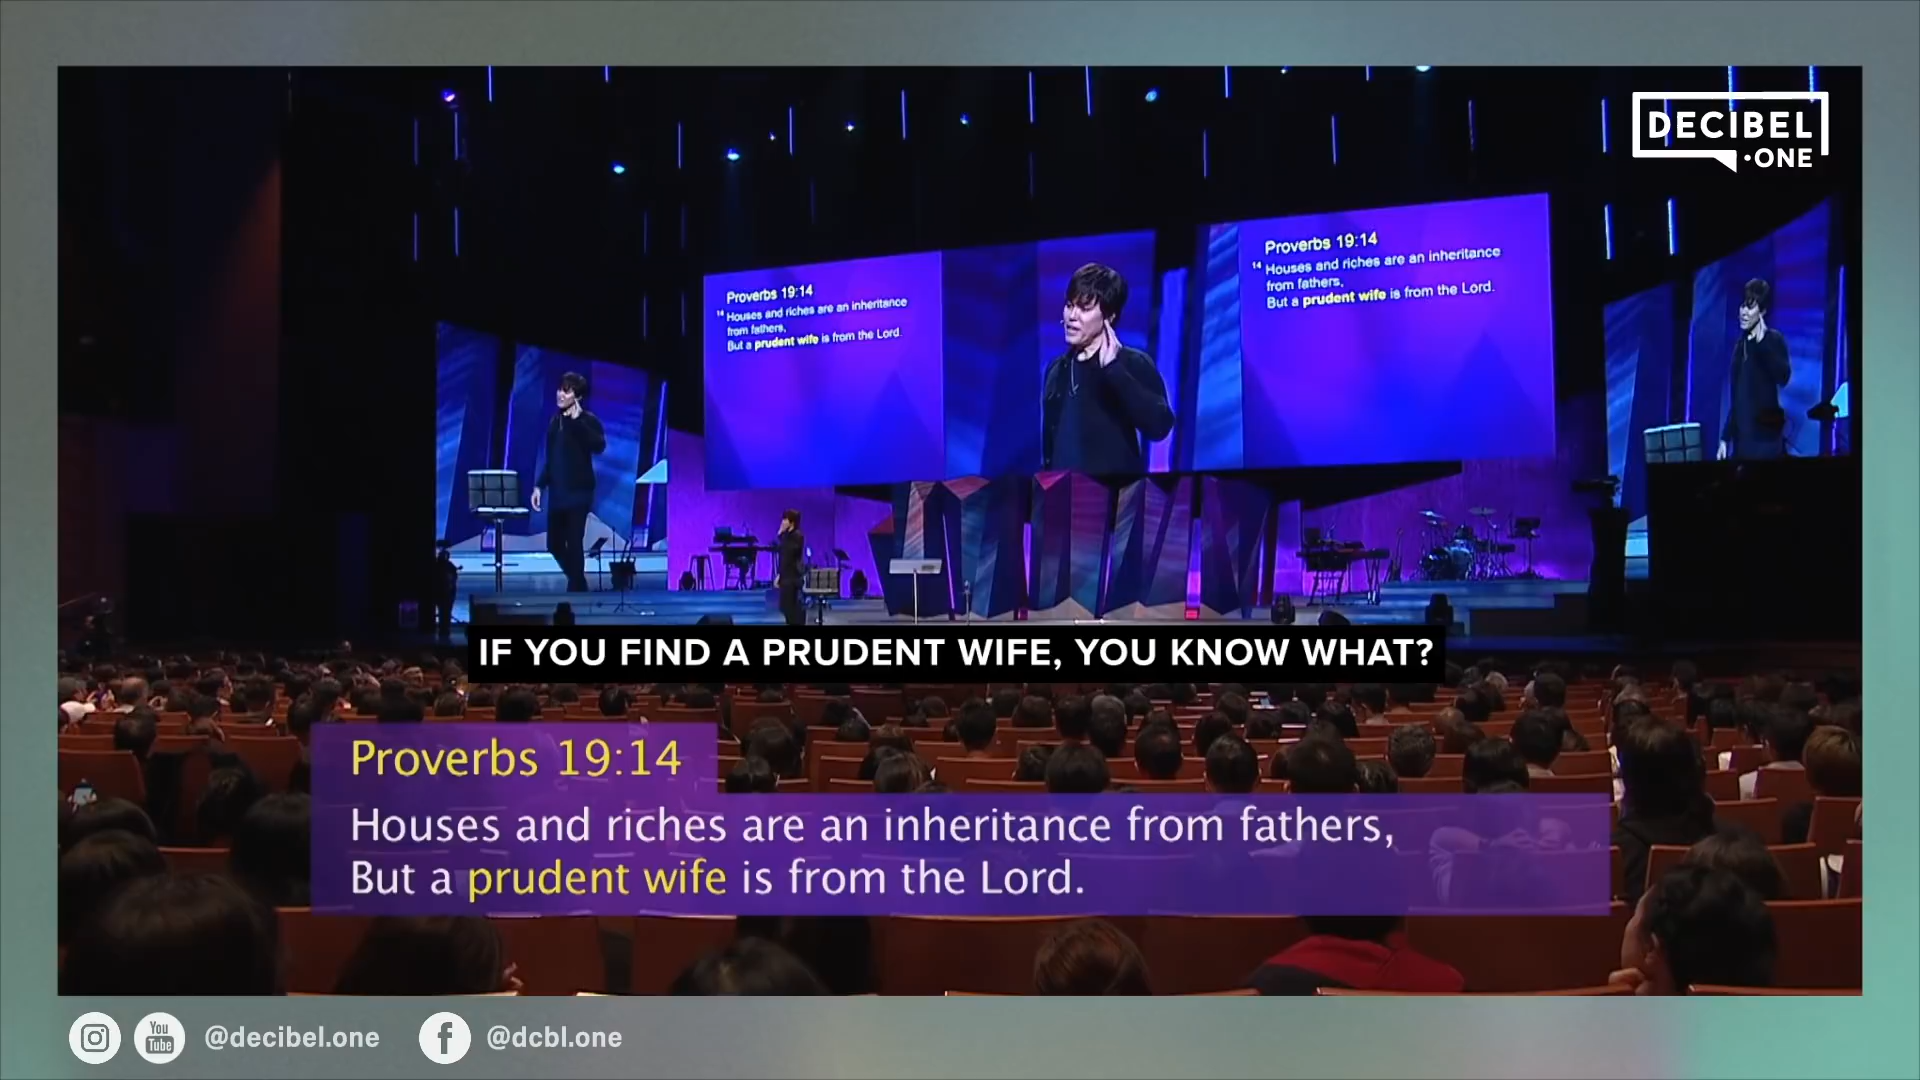 DECIBEL
•ONE
Proverbs 19:14
14 Houses and riches are an inheritance
from fathers,
But a prudent wife is from the Lord.
Proverbs 19:14
14 Houses and riches are an inheritance
from fathers,
But a prudent wife is from the Lord.
IF YOU FIND A PRUDENT WIFE, YOU KNOW WHAT?
Proverbs 19:14
Houses and riches are an inheritance from fathers,
But a prudent wife is from the Lord.
You
Tube
@decibel.one
f
@dcbl.one